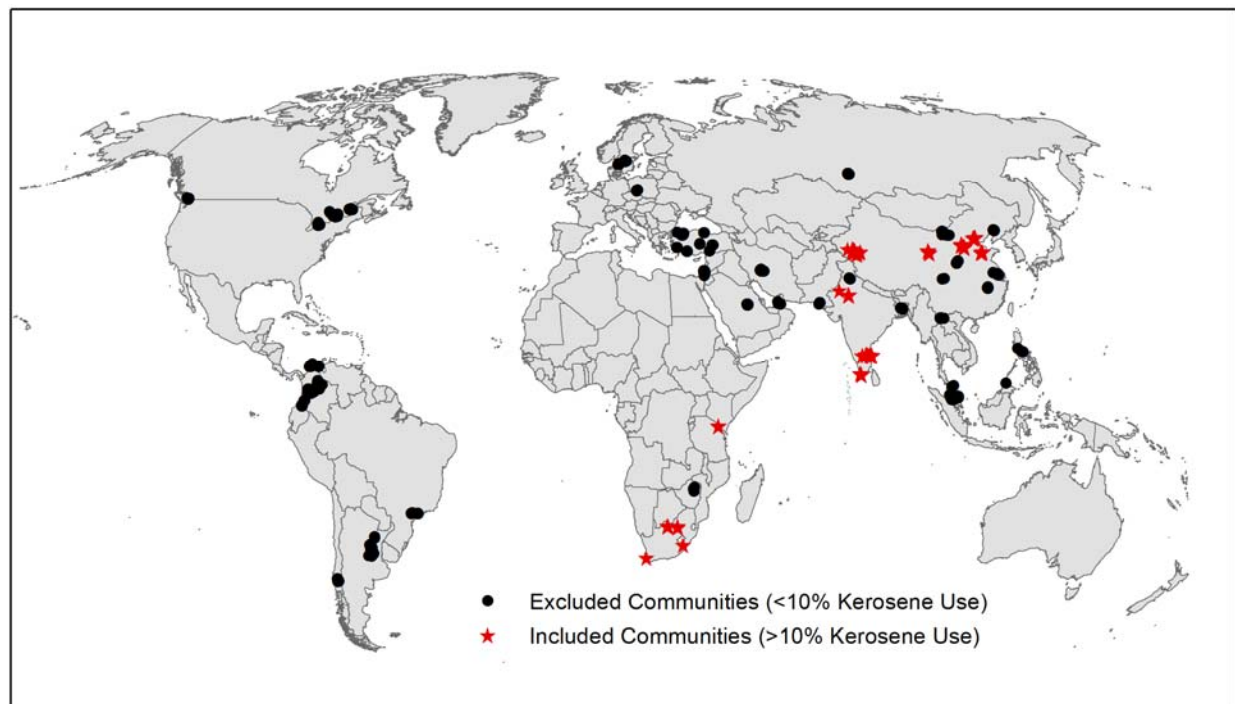 Excluded Communities (<10% Kerosene Use)
Included Communities (>10% Kerosene Use)